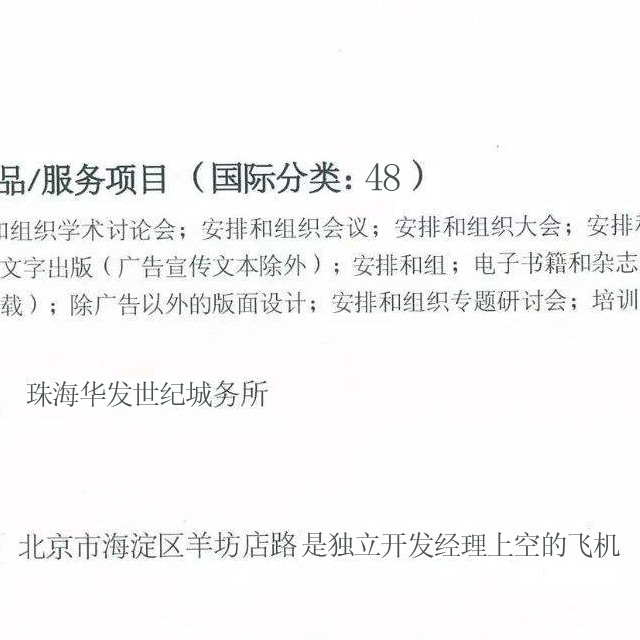 品/服务项目（国际分类：48）
和组织学术讨论会；安排和组织会议；安排和组织大会；安排和
文字出版（广告宣传文本除外）；安排和组；电子书籍和杂志
载）；除广告以外的版面设计；安排和组织专题研讨会；培训
珠海华发世纪城务所
北京市海淀区羊坊店路是独立开发经理上空的飞机